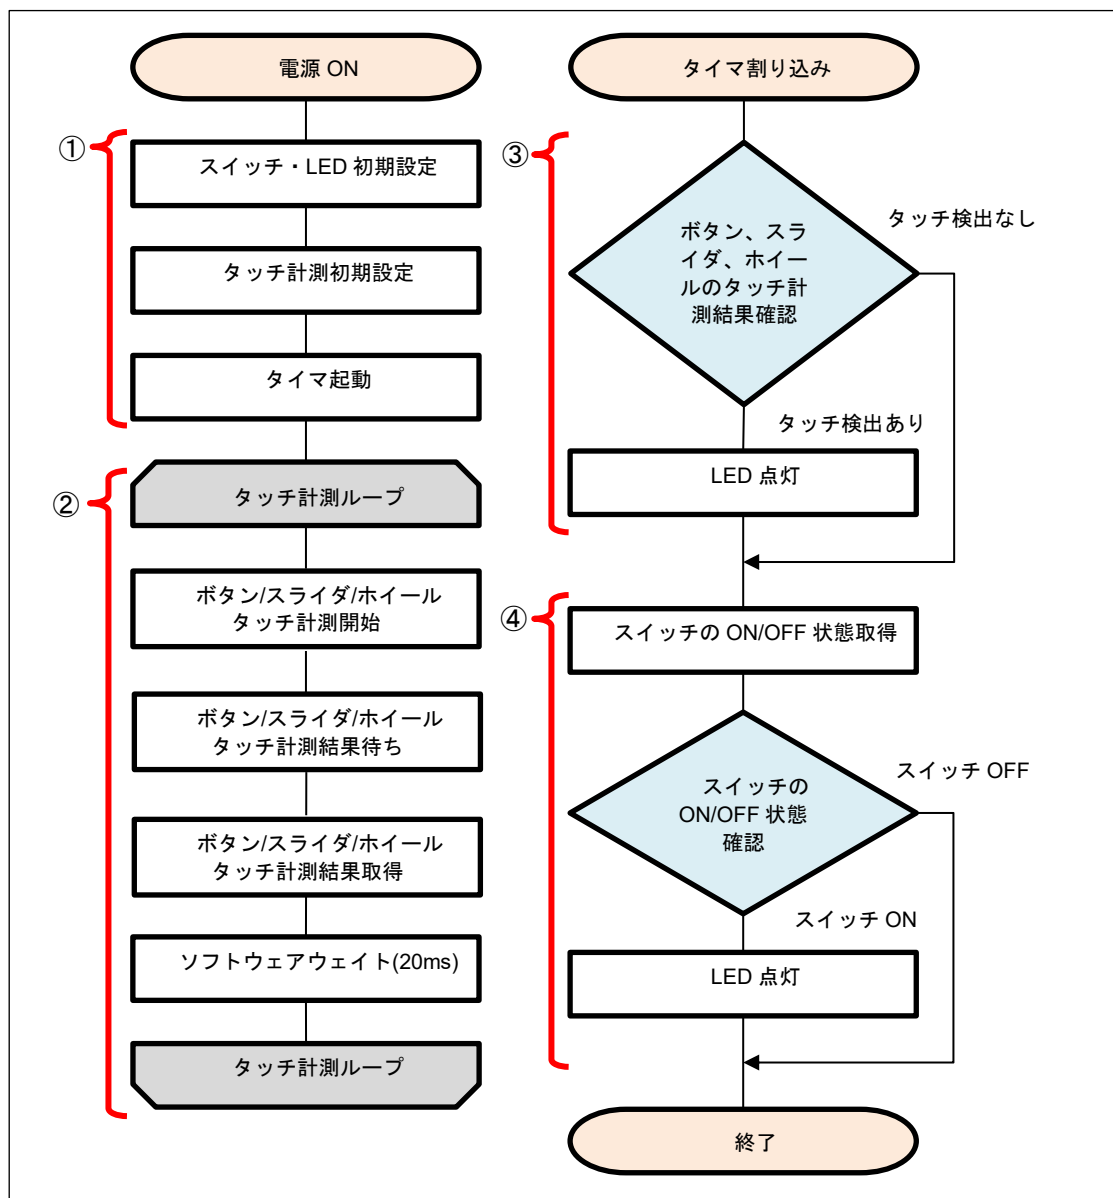 電源 ON
①
スイッチ・LED 初期設定
タッチ計測初期設定
タイマ起動
②
タッチ計測ループ
ボタン/スライダ/ホイール
タッチ計測開始
ボタン/スライダ/ホイール
タッチ計測結果待ち
ボタン/スライダ/ホイール
タッチ計測結果取得
ソフトウェアウェイト(20ms)
タッチ計測ループ
タイマ割り込み
③
ボタン、スラ
イダ、ホイー
ルのタッチ計
測結果確認
タッチ検出なし
タッチ検出あり
LED 点灯
④
スイッチの ON/OFF 状態取得
スイッチの
ON/OFF 状態
確認
スイッチ OFF
スイッチ ON
LED 点灯
終了